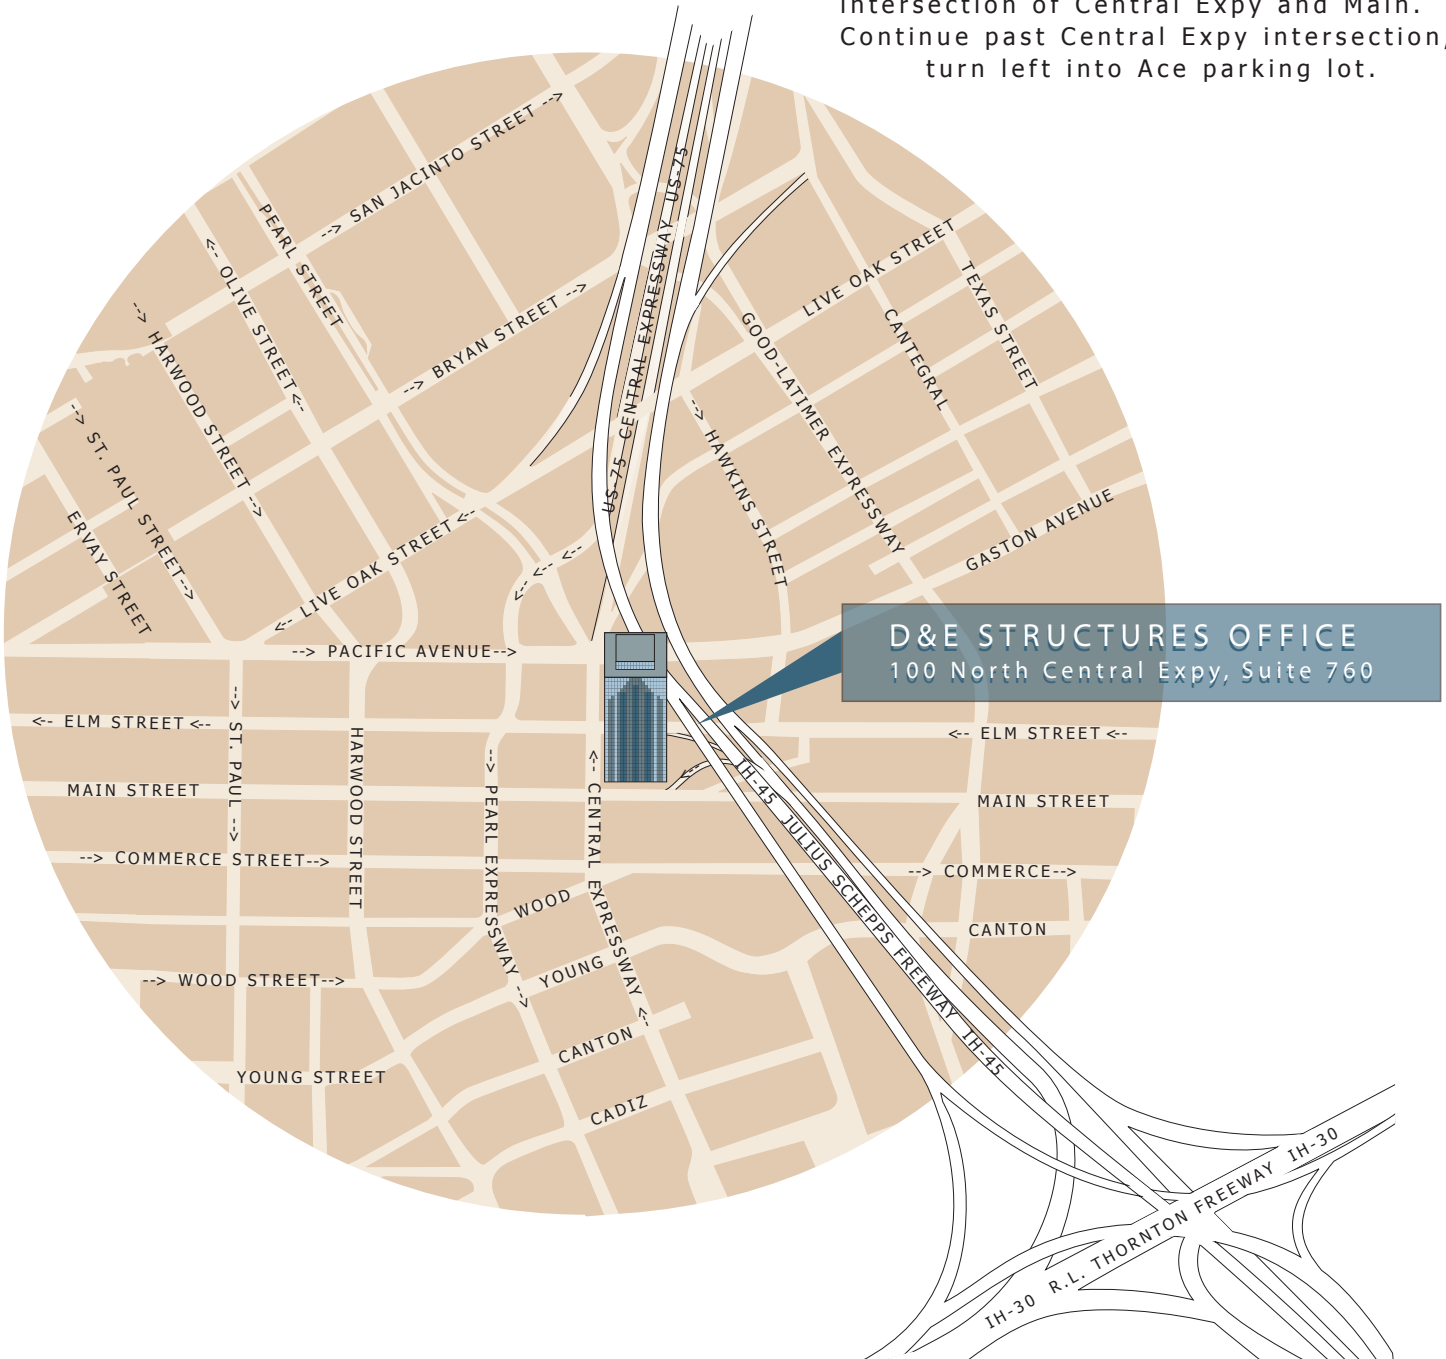 intersection of Central Expy and Main.
Continue past Central Expy intersection,
turn left into Ace parking lot.
--> SAN JACINTO STREET -->
PEARL STREET
<-- OLIVE STREET <--
--> HARWOOD STREET -->
--> ST. PAUL STREET-->
ERVAY STREET
--> BRYAN STREET -->
US-75 CENTRAL EXPRESSWAY US-75
LIVE OAK STREET
TEXAS STREET
CANTEGRAL
GOOD-LATIMER EXPRESSWAY
--> HAWKINS STREET
GASTON AVENUE
<-- LIVE OAK STREET <--
<-- <-- <--
D&E STRUCTURES OFFICE
100 North Central Expy, Suite 760
--> PACIFIC AVENUE-->
<-- ELM STREET <--
<-- ELM STREET <--
--> ST. PAUL -->
HARWOOD STREET
--> PEARL EXPRESSWAY -->
<-- CENTRAL EXPRESSWAY <--
<--
MAIN STREET
MAIN STREET
--> COMMERCE STREET-->
--> COMMERCE-->
IH-45 JULIUS SCHEPPS FREEWAY IH-45
WOOD
CANTON
YOUNG
--> WOOD STREET-->
CANTON
YOUNG STREET
CADIZ
IH-30 R.L. THORNTON FREEWAY IH-30